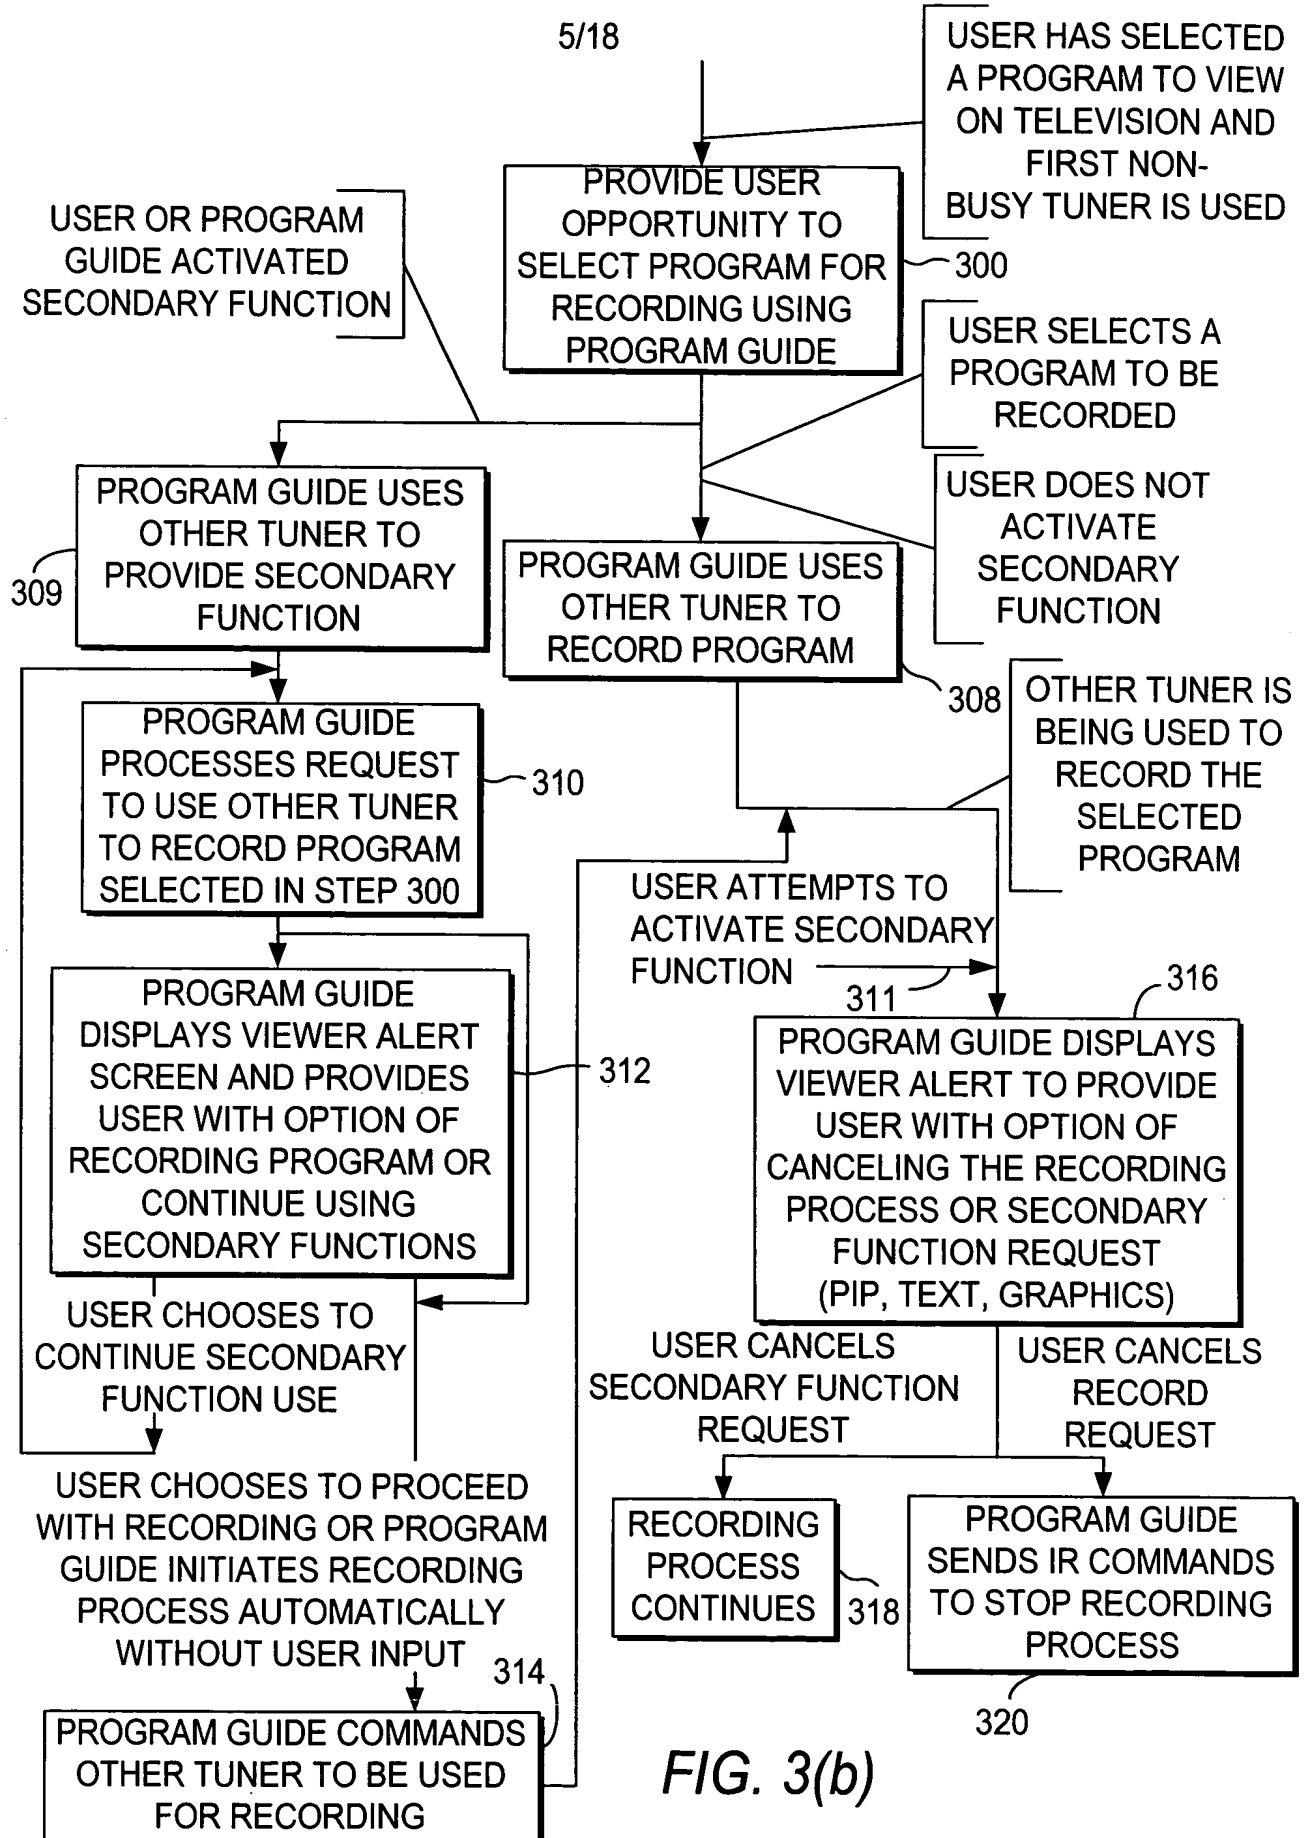 5/18
USER HAS SELECTED
A PROGRAM TO VIEW
ON TELEVISION AND
FIRST NON-
BUSY TUNER IS USED
PROVIDE USER
OPPORTUNITY TO
SELECT PROGRAM FOR
RECORDING USING
PROGRAM GUIDE
300
USER OR PROGRAM
GUIDE ACTIVATED
SECONDARY FUNCTION
USER SELECTS A
PROGRAM TO BE
RECORDED
USER DOES NOT
ACTIVATE
SECONDARY
FUNCTION
PROGRAM GUIDE USES
OTHER TUNER TO
PROVIDE SECONDARY
FUNCTION
309
PROGRAM GUIDE USES
OTHER TUNER TO
RECORD PROGRAM
308
OTHER TUNER IS
BEING USED TO
RECORD THE
SELECTED
PROGRAM
PROGRAM GUIDE
PROCESSES REQUEST
TO USE OTHER TUNER
TO RECORD PROGRAM
SELECTED IN STEP 300
310
USER ATTEMPTS TO
ACTIVATE SECONDARY
FUNCTION
311
PROGRAM GUIDE
DISPLAYS VIEWER ALERT
SCREEN AND PROVIDES
USER WITH OPTION OF
RECORDING PROGRAM OR
CONTINUE USING
SECONDARY FUNCTIONS
312
316
PROGRAM GUIDE DISPLAYS
VIEWER ALERT TO PROVIDE
USER WITH OPTION OF
CANCELING THE RECORDING
PROCESS OR SECONDARY
FUNCTION REQUEST
(PIP, TEXT, GRAPHICS)
USER CHOOSES TO
CONTINUE SECONDARY
FUNCTION USE
USER CANCELS
SECONDARY FUNCTION
REQUEST
USER CANCELS
RECORD
REQUEST
USER CHOOSES TO PROCEED
WITH RECORDING OR PROGRAM
GUIDE INITIATES RECORDING
PROCESS AUTOMATICALLY
WITHOUT USER INPUT
RECORDING
PROCESS
CONTINUES
318
PROGRAM GUIDE
SENDS IR COMMANDS
TO STOP RECORDING
PROCESS
320
314
PROGRAM GUIDE COMMANDS
OTHER TUNER TO BE USED
FOR RECORDING
FIG. 3(b)